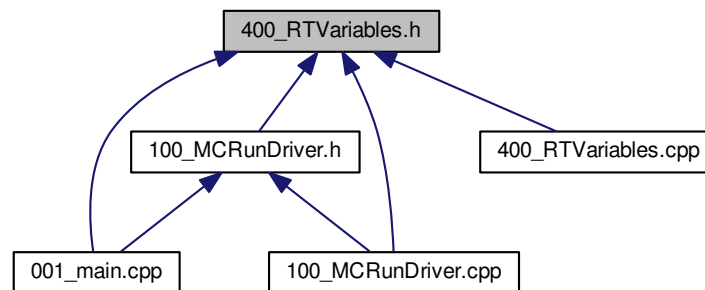 400_RTVariables.h
100_MCRunDriver.h
400_RTVariables.cpp
001_main.cpp
100_MCRunDriver.cpp